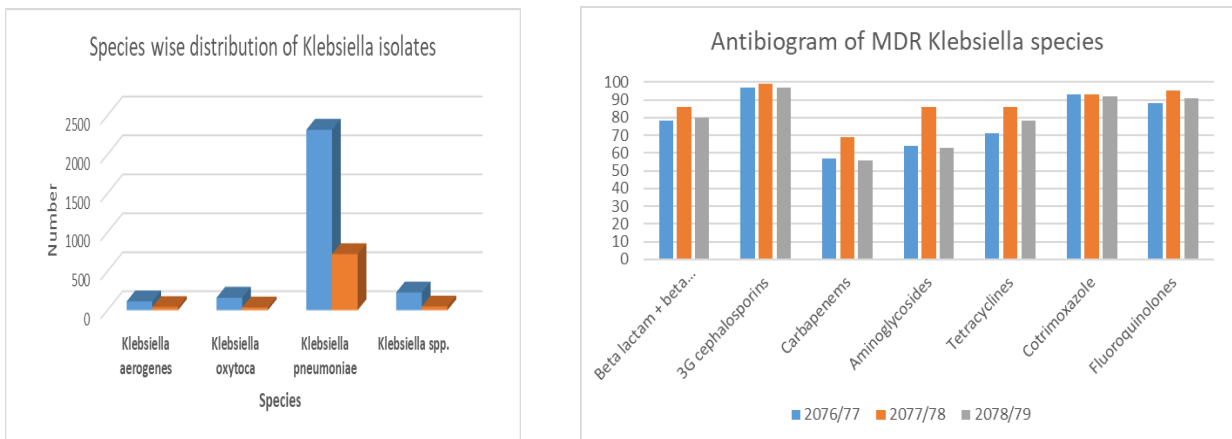 Species wise distribution of Klebsiella isolates
2500
2000
1500
1000
500
0
Number
Klebsiella aerogenes
Klebsiella oxytoca
Klebsiella pneumoniae
Klebsiella spp.
Species
Antibiogram of MDR Klebsiella species
100
90
80
70
60
50
40
30
20
10
0
Beta lactam + beta...
3G cephalosporins
Carbapenems
Aminoglycosides
Tetracyclines
Cotrimoxazole
Fluoroquinolones
2076/77 2077/78 2078/79